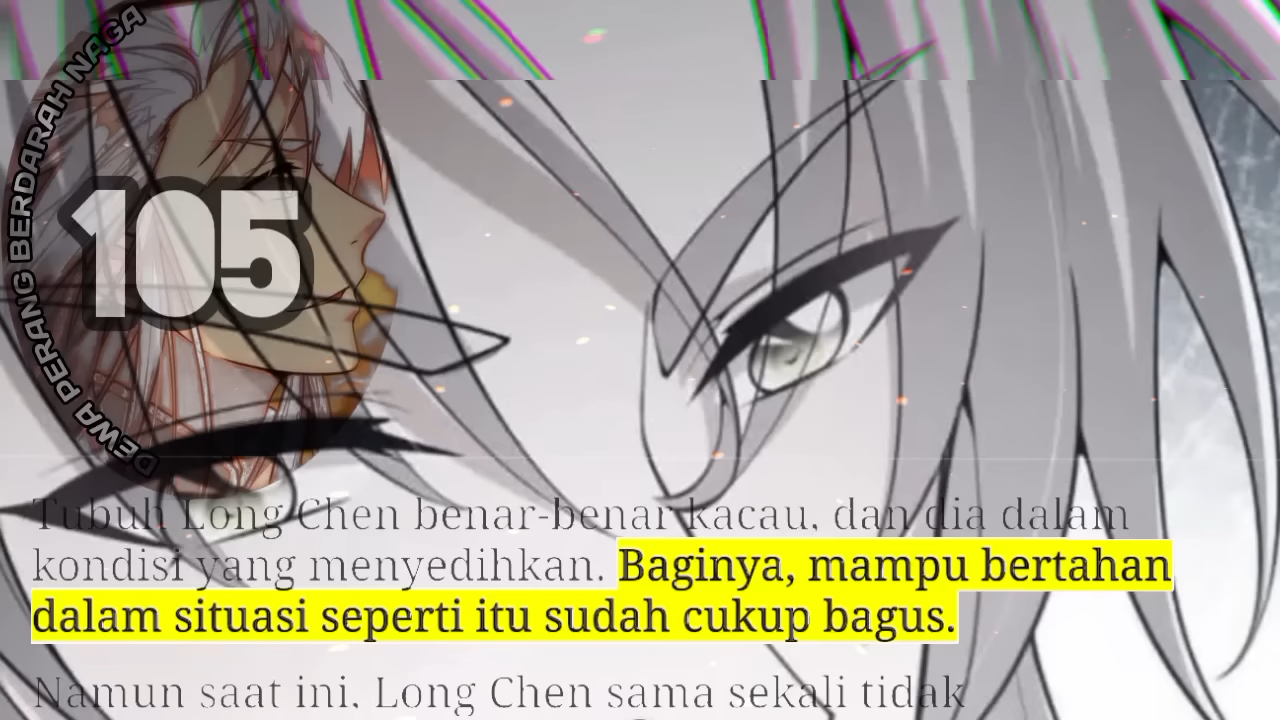 DEWA PERANG BERDARAH NAGA
105
Tubuh Long Chen benar-benar kacau, dan dia dalam
kondisi yang menyedihkan. Baginya, mampu bertahan
dalam situasi seperti itu sudah cukup bagus.
Namun saat ini, Long Chen sama sekali tidak